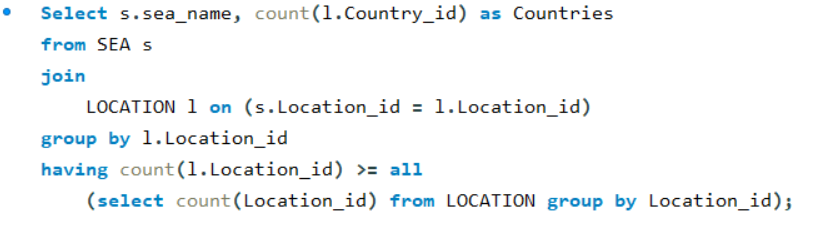 Select s.sea_name, count(l.Country_id) as Countries
from SEA s
join
LOCATION l on (s.Location_id = l.Location_id)
group by l.Location_id
having count(l.Location_id) >= all
(select count(Location_id) from LOCATION group by Location_id);